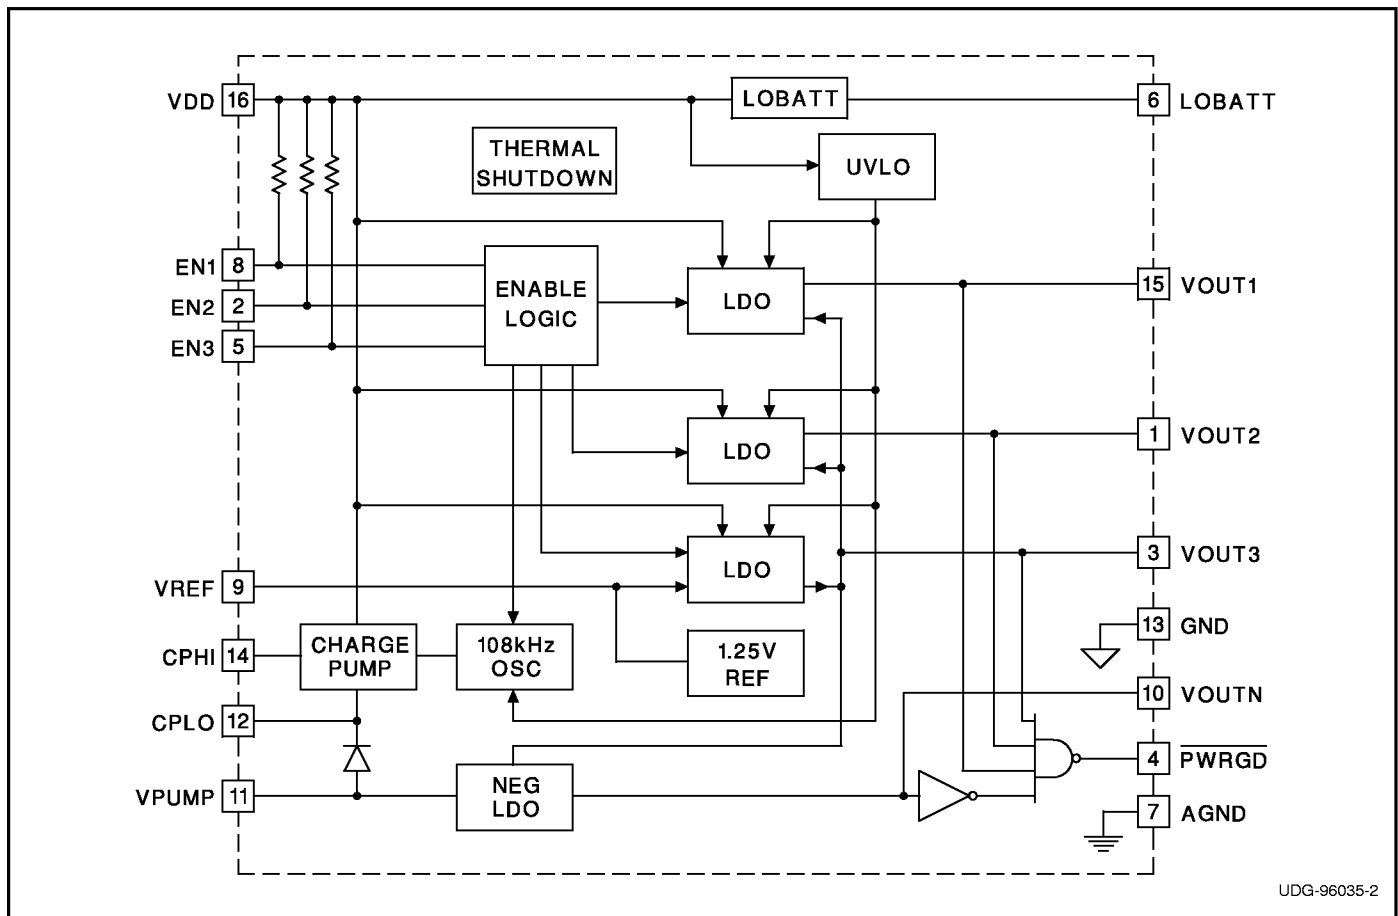 VDD 16
LOBATT
6 LOBATT
THERMAL
SHUTDOWN
UVLO
EN1 8
EN2 2
EN3 5
ENABLE
LOGIC
LDO
15 VOUT1
LDO
1 VOUT2
LDO
3 VOUT3
VREF 9
13 GND
CPHI 14
CHARGE
PUMP
108kHz
OSC
1.25V
REF
10 VOUTN
CPLO 12
4 PWRGD
VPUMP 11
NEG
LDO
7 AGND
UDG-96035-2